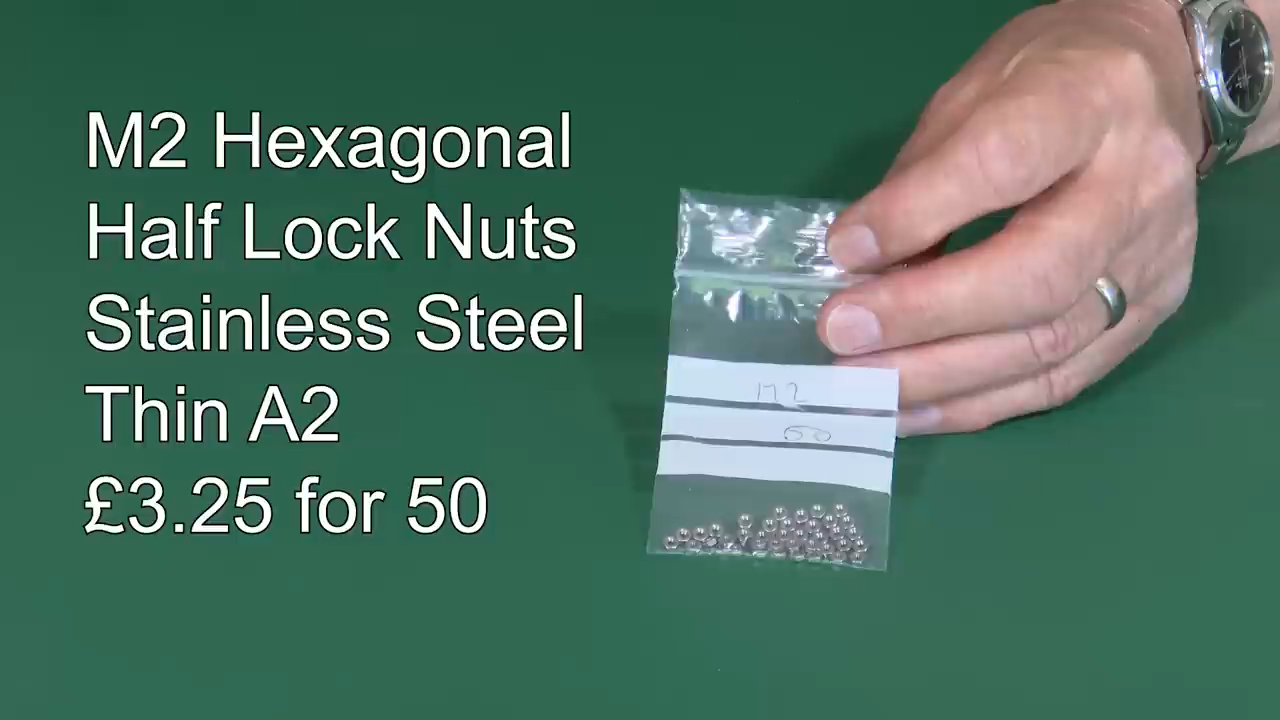 M2 Hexagonal
Half Lock Nuts
Stainless Steel
Thin A2
£3.25 for 50
M2
50